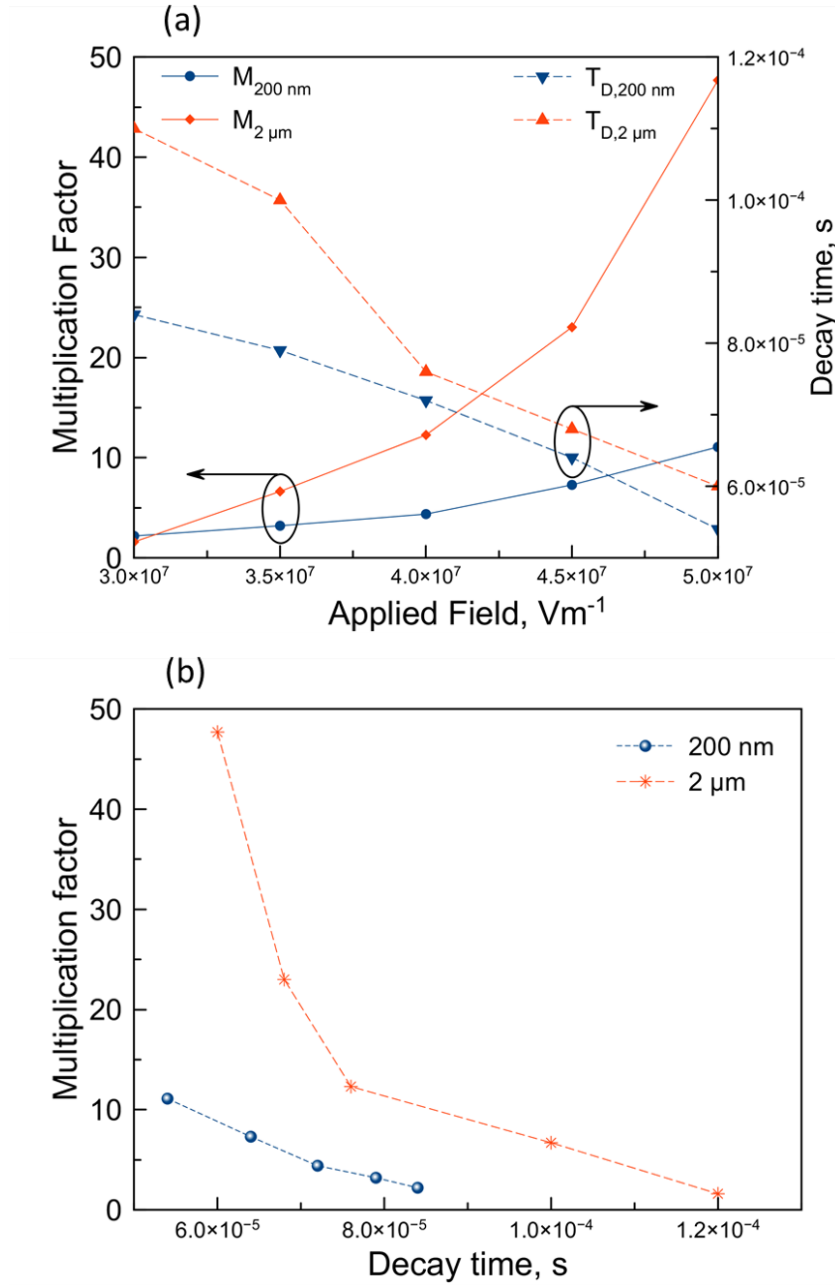 (a)
50
40
30
20
10
0
Multiplication Factor
M200 nm
M2 µm
TD,200 nm
TD,2 µm
1.2×10⁻⁴
1.0×10⁻⁴
8.0×10⁻⁵
6.0×10⁻⁵
Decay time, s
3.0×10⁷ 3.5×10⁷ 4.0×10⁷ 4.5×10⁷ 5.0×10⁷
Applied Field, Vm⁻¹
(b)
50
40
30
20
10
0
Multiplication factor
200 nm
2 µm
6.0×10⁻⁵ 8.0×10⁻⁵ 1.0×10⁻⁴ 1.2×10⁻⁴
Decay time, s